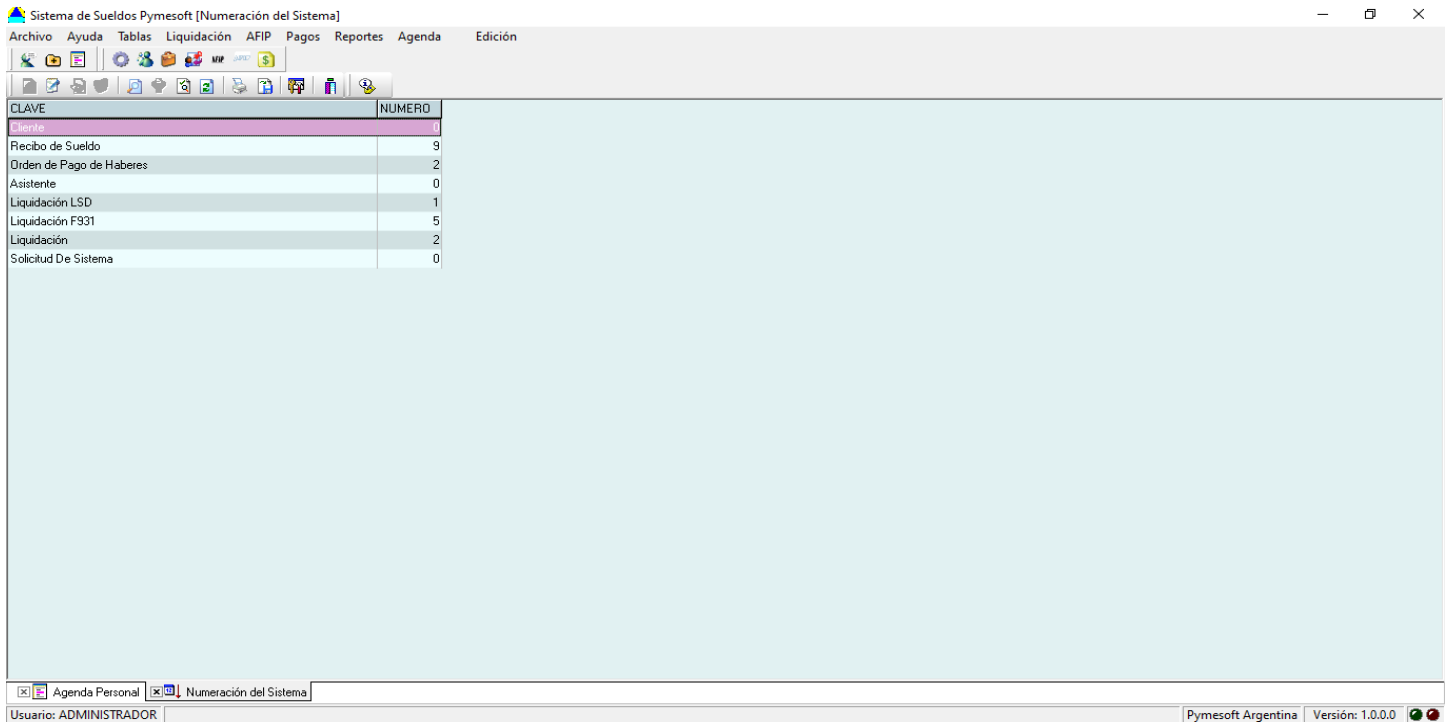 Sistema de Sueldos Pymesoft [Numeración del Sistema]
Archivo Ayuda Tablas Liquidación AFIP Pagos Reportes Agenda Edición
CLAVE NUMERO
Cliente 0
Recibo de Sueldo 9
Orden de Pago de Haberes 2
Asistente 0
Liquidación LSD 1
Liquidación F931 5
Liquidación 2
Solicitud De Sistema 0
Agenda Personal Numeración del Sistema
Usuario: ADMINISTRADOR Pymesoft Argentina Versión: 1.0.0.0